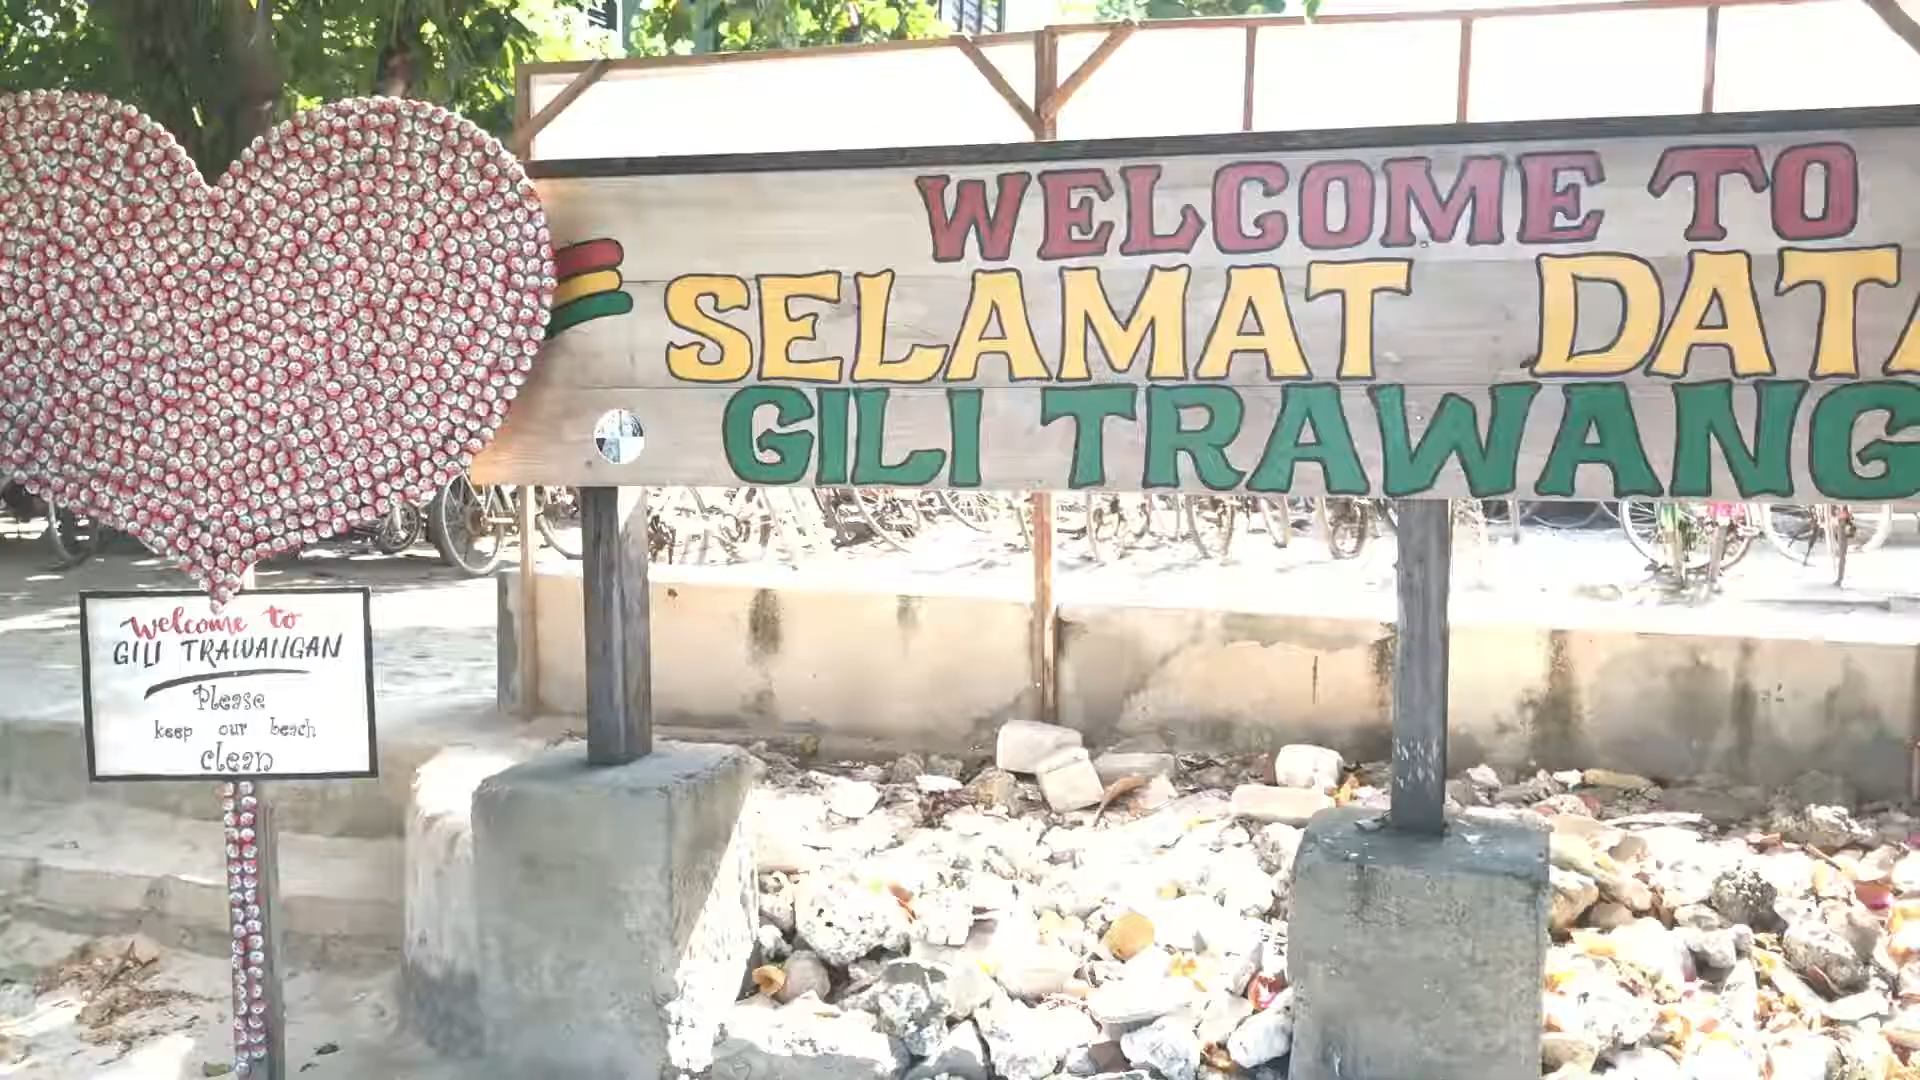 WELCOME TO
SELAMAT DATA
GILI TRAWANG
Welcome to
GILI TRAWANGAN
Please
keep our beach
clean